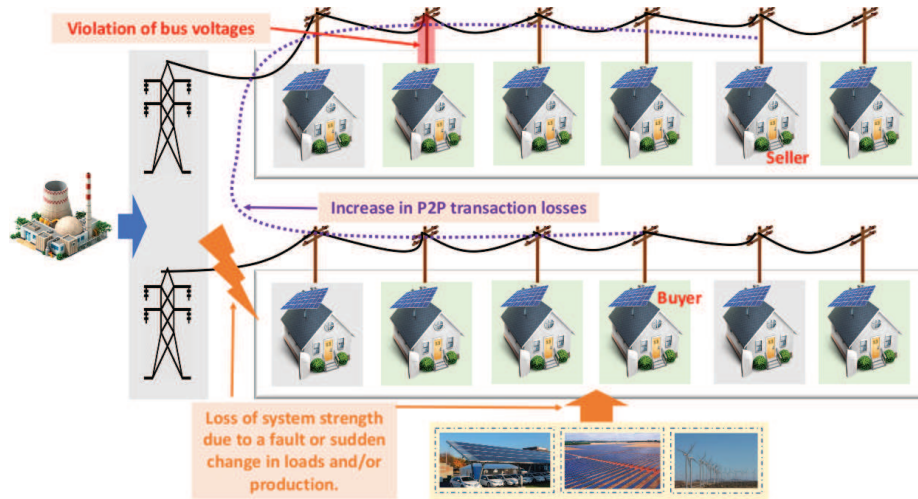 Violation of bus voltages
Seller
Increase in P2P transaction losses
Buyer
Loss of system strength
due to a fault or sudden
change in loads and/or
production.